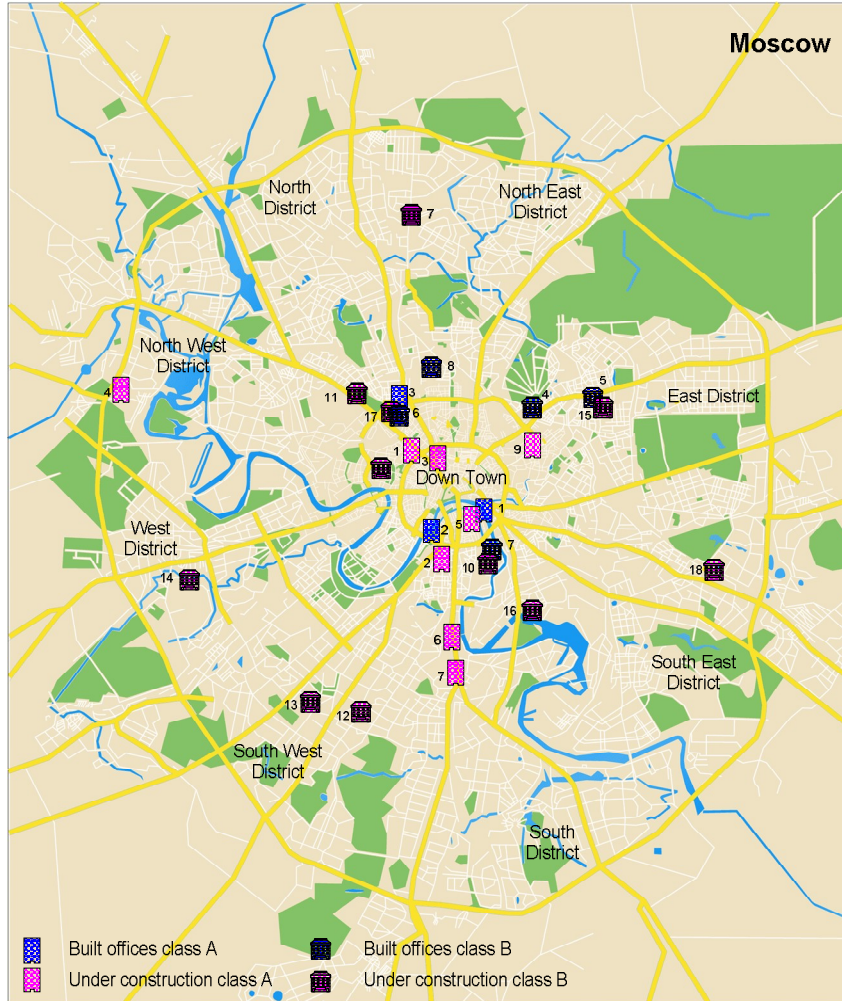 Moscow
North
District
North East
District
7
North West
District
8
4
11
3
5
East District
4
17
6
15
1
3
9
Down Town
1
5
2
West
District
7
2
10
14
18
16
6
South East
District
7
13
12
South West
District
South
District
Built offices class A
Built offices class B
Under construction class A
Under construction class B